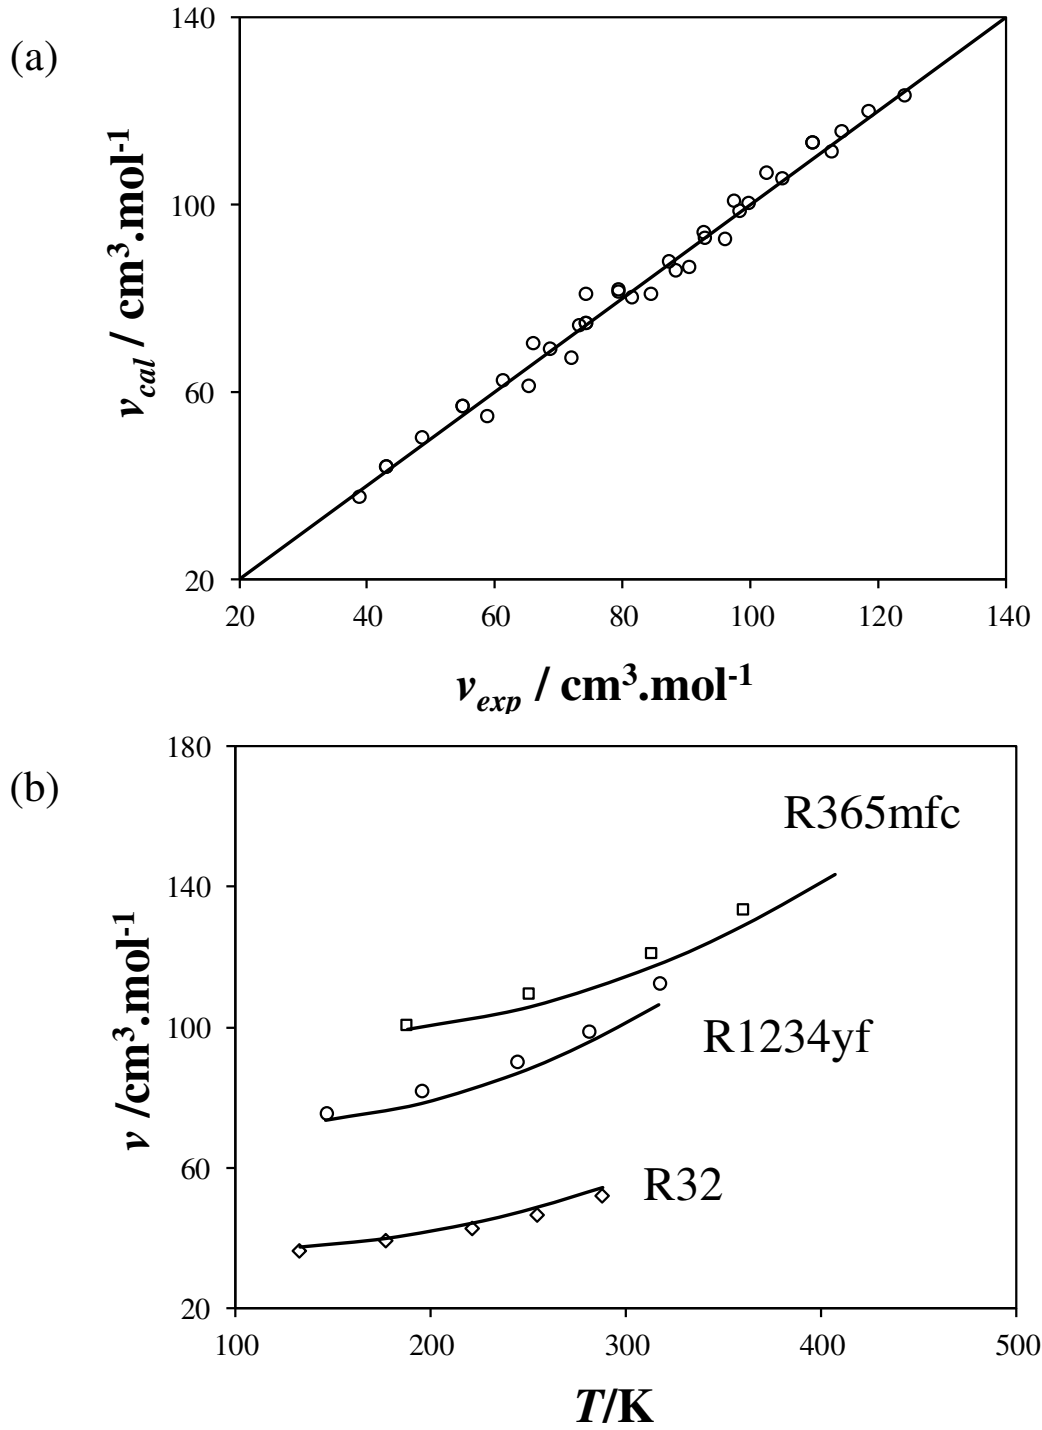 (a)
140
100
60
20
v_cal / cm³.mol⁻¹
20 40 60 80 100 120 140
v_exp / cm³.mol⁻¹
(b)
180
140
100
60
20
v /cm³.mol⁻¹
R365mfc
R1234yf
R32
100 200 300 400 500
T/K